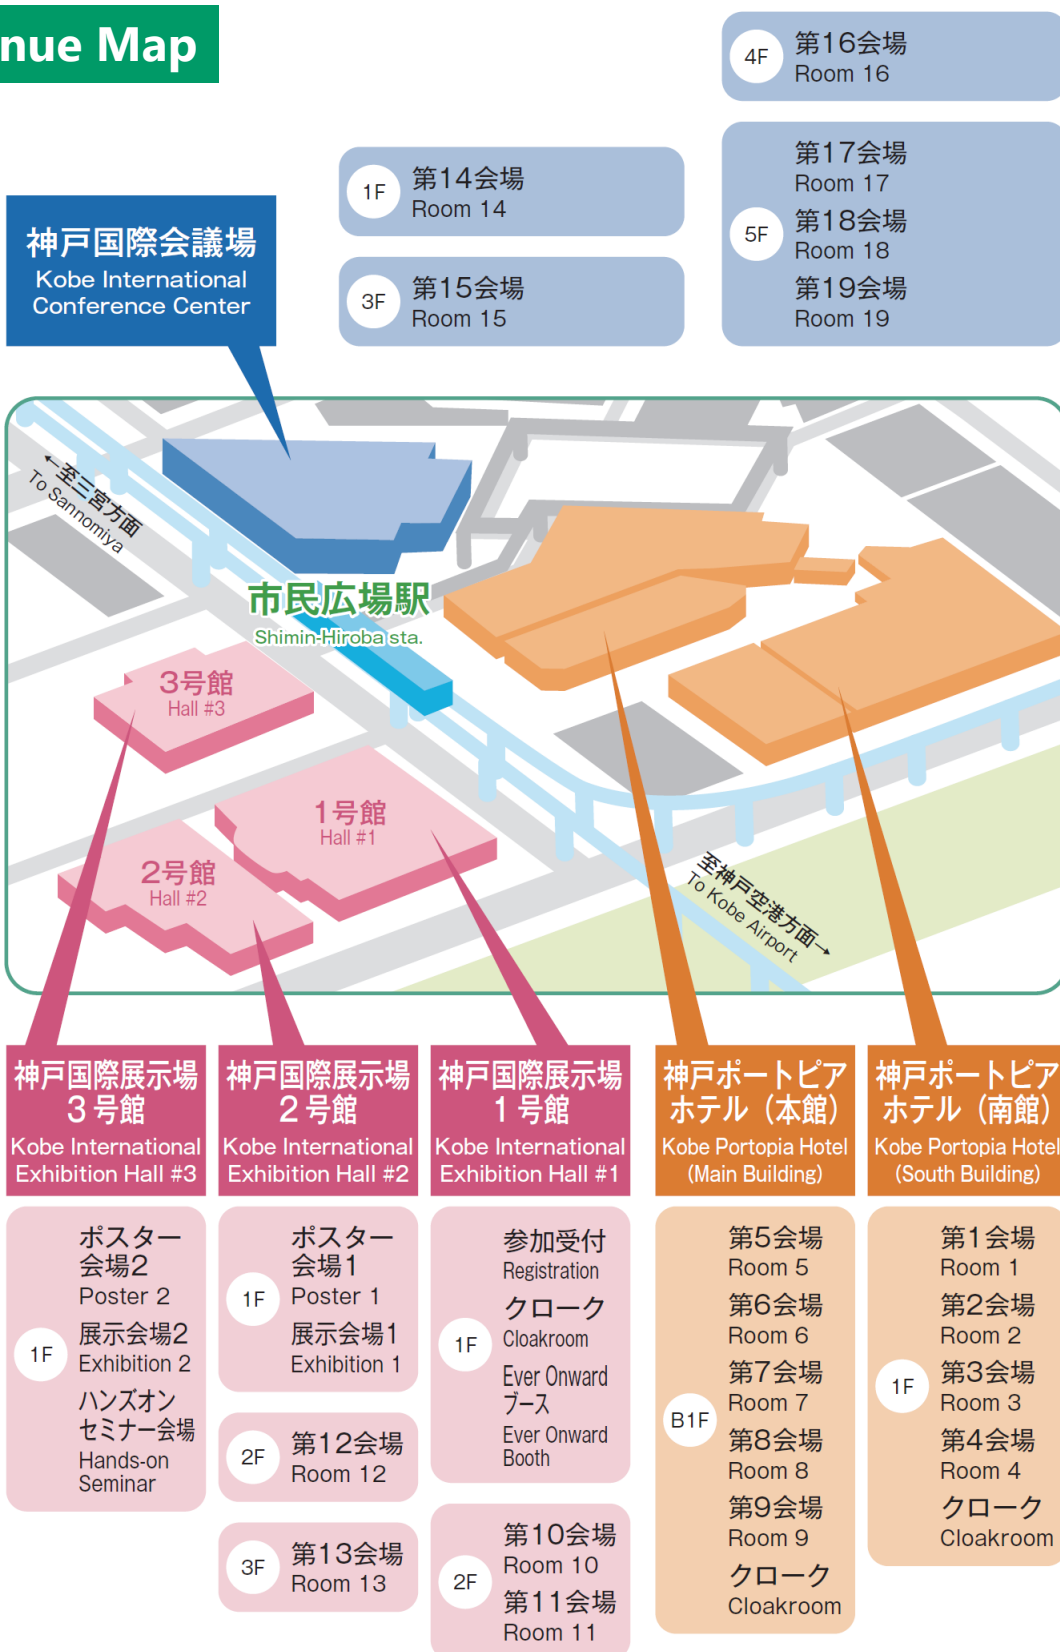 nue Map
4F
第16会場
Room 16
1F
第14会場
Room 14
3F
第15会場
Room 15
5F
第17会場
Room 17
第18会場
Room 18
第19会場
Room 19
神戸国際会議場
Kobe International
Conference Center
←至三宮方面
To Sannomiya
市民広場駅
Shimin-Hiroba sta.
3号館
Hall #3
1号館
Hall #1
2号館
Hall #2
至神戸空港方面→
To Kobe Airport
神戸国際展示場
3号館
Kobe International
Exhibition Hall #3
1F
ポスター
会場2
Poster 2
展示会場2
Exhibition 2
ハンズオン
セミナー会場
Hands-on
Seminar
神戸国際展示場
2号館
Kobe International
Exhibition Hall #2
1F
ポスター
会場1
Poster 1
展示会場1
Exhibition 1
2F
第12会場
Room 12
3F
第13会場
Room 13
神戸国際展示場
1号館
Kobe International
Exhibition Hall #1
1F
参加受付
Registration
クローク
Cloakroom
Ever Onward
ブース
Ever Onward
Booth
2F
第10会場
Room 10
第11会場
Room 11
神戸ポートピア
ホテル（本館）
Kobe Portopia Hotel
(Main Building)
B1F
第5会場
Room 5
第6会場
Room 6
第7会場
Room 7
第8会場
Room 8
第9会場
Room 9
クローク
Cloakroom
神戸ポートピア
ホテル（南館）
Kobe Portopia Hotel
(South Building)
1F
第1会場
Room 1
第2会場
Room 2
第3会場
Room 3
第4会場
Room 4
クローク
Cloakroom